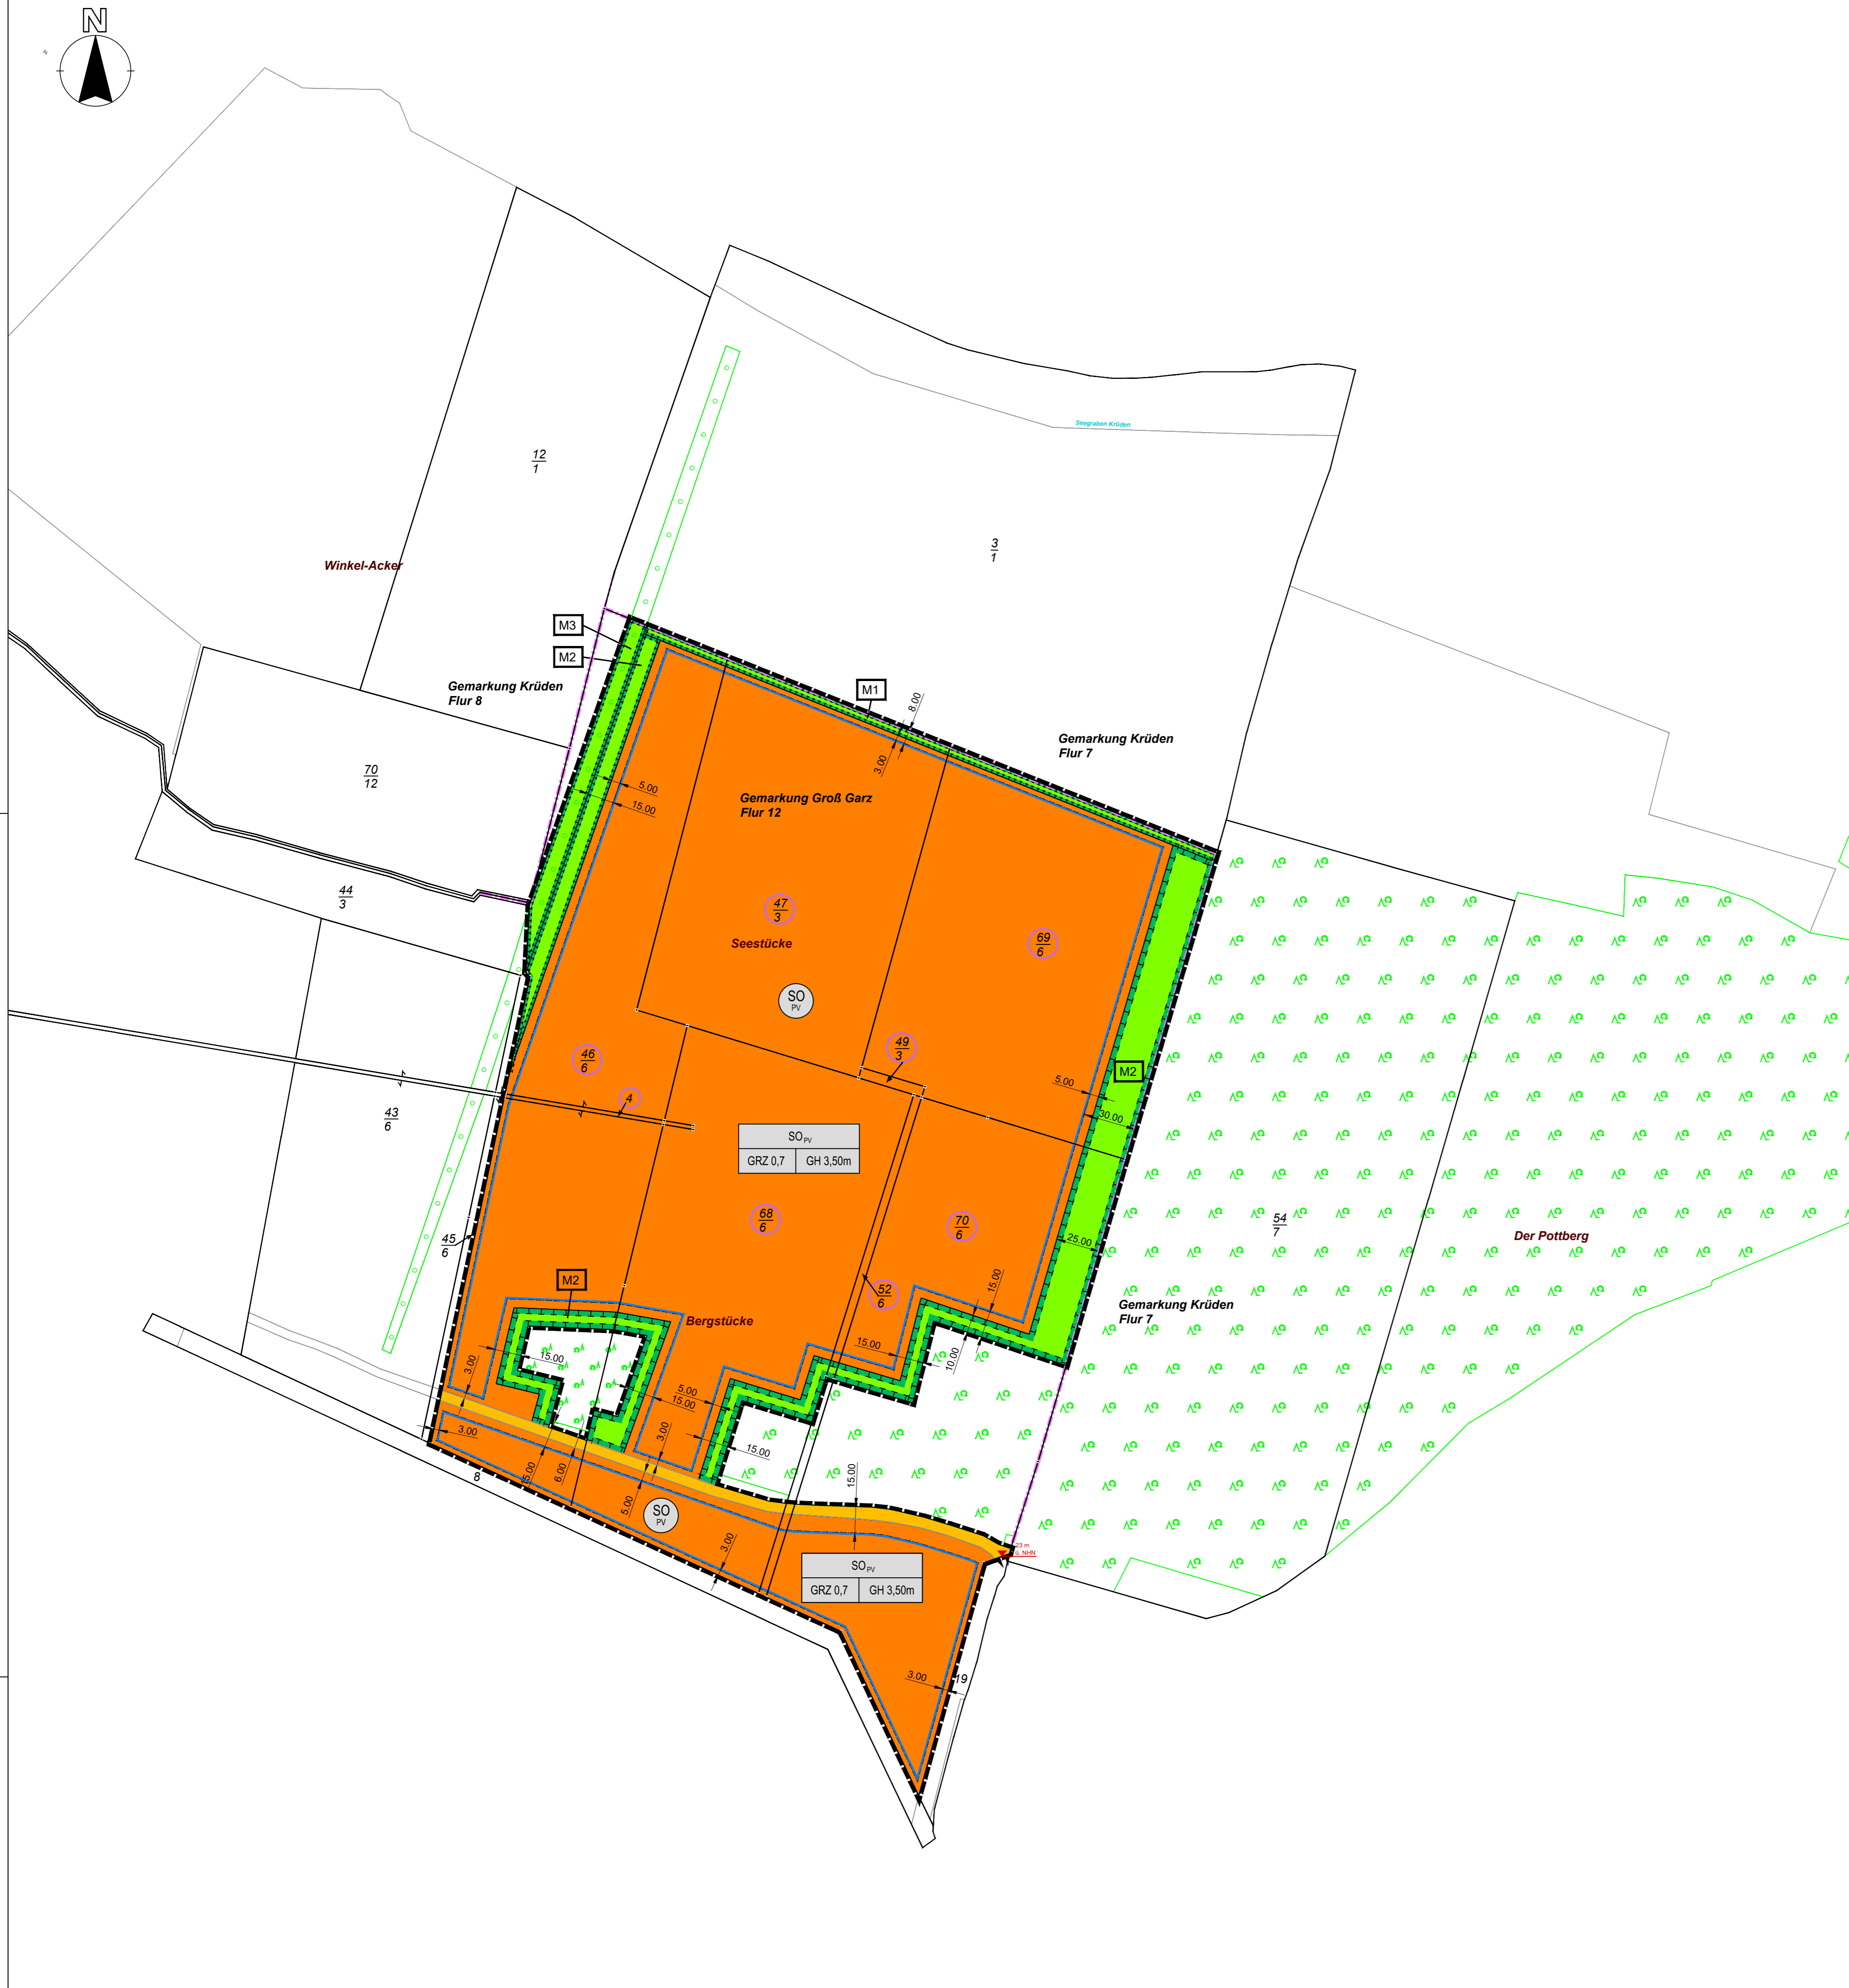 N
Seegraben Krüden
12
1
3
1
Winkel-Acker
M3
M2
Gemarkung Krüden
Flur 8
M1
8.00
3.00
Gemarkung Krüden
Flur 7
70
12
5.00
15.00
Gemarkung Groß Garz
Flur 12
44
3
47
3
Seestücke
69
6
SO
PV
46
6
49
3
4
M2
5.00
30.00
43
6
SO PV
GRZ 0,7
GH 3,50m
68
6
70
6
54
7
Der Pottberg
45
6
25.00
M2
52
6
15.00
Bergstücke
Gemarkung Krüden
Flur 7
15.00
15.00
10.00
3.00
5.00
15.00
3.00
3.00
15.00
8
6.00
5.00
15.00
SO
PV
3.00
23 m
ü. NHN
SO PV
GRZ 0,7
GH 3,50m
3.00
19